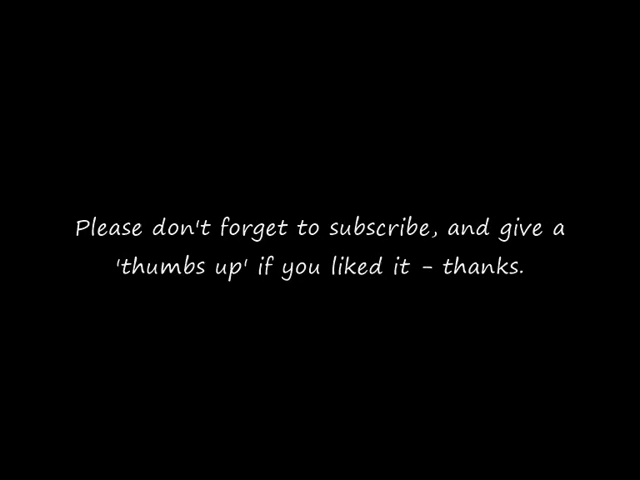 Please don't forget to subscribe, and give a
'thumbs up' if you liked it - thanks.